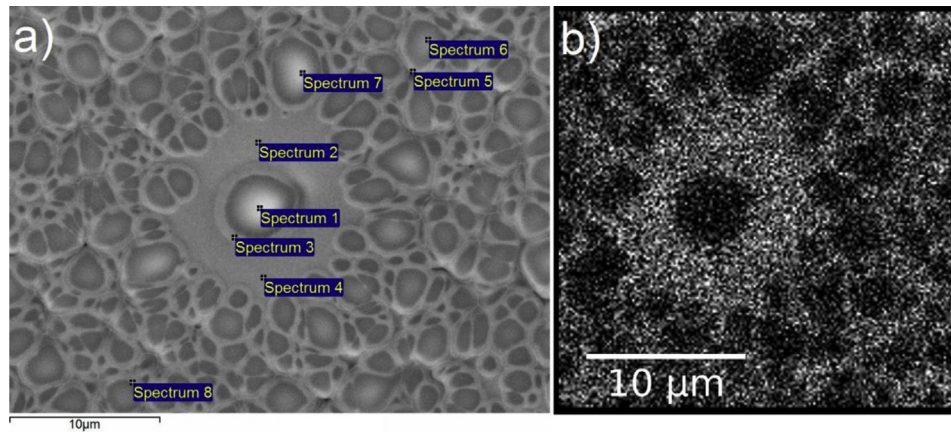 a)
Spectrum 6
Spectrum 7
Spectrum 5
Spectrum 2
Spectrum 1
Spectrum 3
Spectrum 4
Spectrum 8
10µm
b)
10 µm